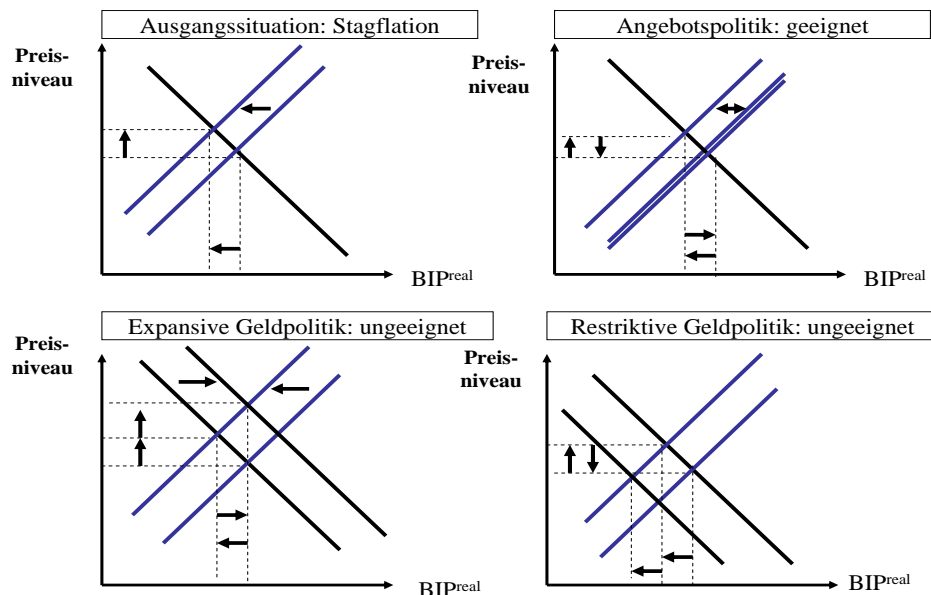 Ausgangssituation: Stagflation
Preis-
niveau
BIPreal
Angebotspolitik: geeignet
Preis-
niveau
BIPreal
Expansive Geldpolitik: ungeeignet
Preis-
niveau
BIPreal
Restriktive Geldpolitik: ungeeignet
Preis-
niveau
BIPreal